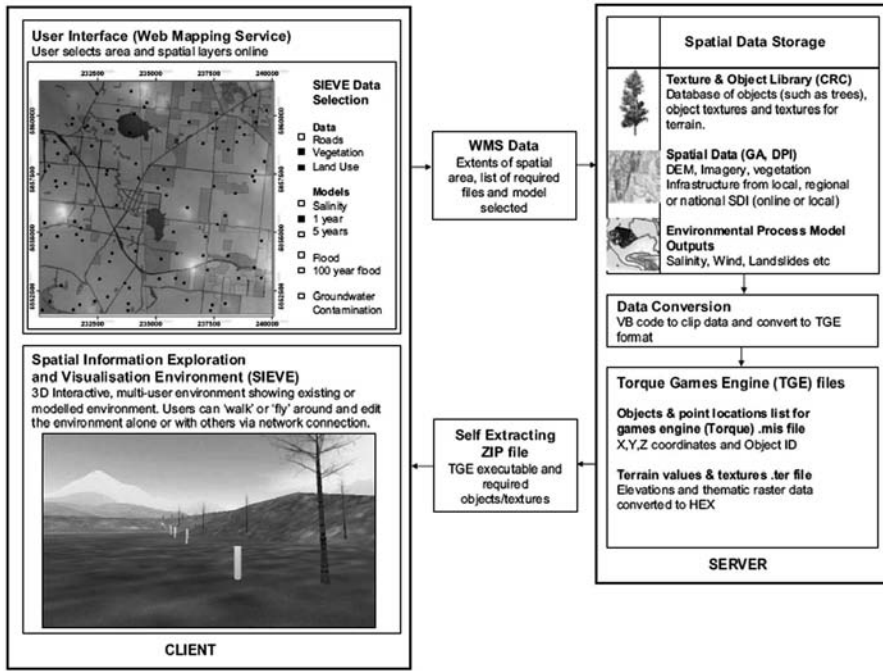 User Interface (Web Mapping Service)
User selects area and spatial layers online
232500 235000 237500 240000
SIEVE Data
Selection
Data
Roads
Vegetation
Land Use
Models
Salinity
1 year
5 years
Flood
100 year flood
Groundwater
Contamination
232500 235000 237500 240000
Spatial Information Exploration
and Visualisation Environment (SIEVE)
3D Interactive, multi-user environment showing existing or
modelled environment. Users can 'walk' or 'fly' around and edit
the environment alone or with others via network connection.
CLIENT
WMS Data
Extents of spatial
area, list of required
files and model
selected
Self Extracting
ZIP file
TGE executable and
required
objects/textures
Spatial Data Storage
Texture & Object Library (CRC)
Database of objects (such as trees),
object textures and textures for
terrain.
Spatial Data (GA, DPI)
DEM, Imagery, vegetation
Infrastructure from local, regional
or national SDI (online or local)
Environmental Process Model
Outputs
Salinity, Wind, Landslides etc
Data Conversion
VB code to clip data and convert to TGE
format
Torque Games Engine (TGE) files
Objects & point locations list for
games engine (Torque) .mis file
X,Y,Z coordinates and Object ID
Terrain values & textures .ter file
Elevations and thematic raster data
converted to HEX
SERVER